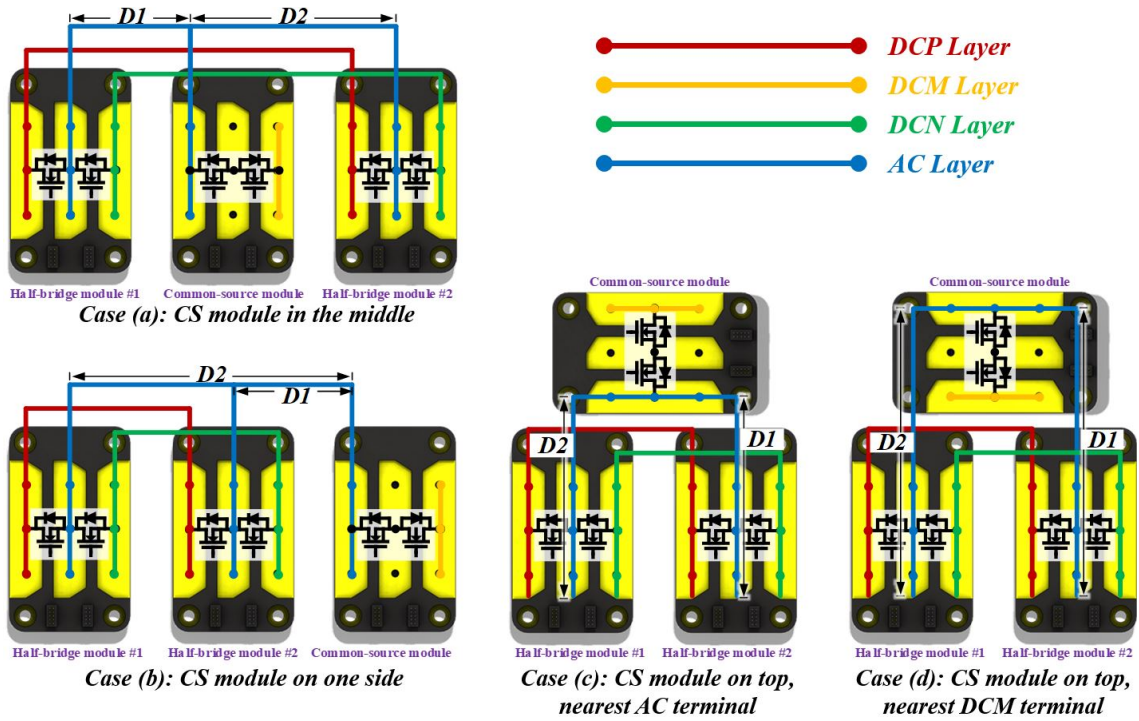 D1
D2
DCP Layer
DCM Layer
DCN Layer
AC Layer
Half-bridge module #1
Common-source module
Half-bridge module #2
Case (a): CS module in the middle
D2
D1
Half-bridge module #1
Half-bridge module #2
Common-source module
Case (b): CS module on one side
Common-source module
D2
D1
Half-bridge module #1
Half-bridge module #2
Case (c): CS module on top,
nearest AC terminal
Common-source module
D2
D1
Half-bridge module #1
Half-bridge module #2
Case (d): CS module on top,
nearest DCM terminal